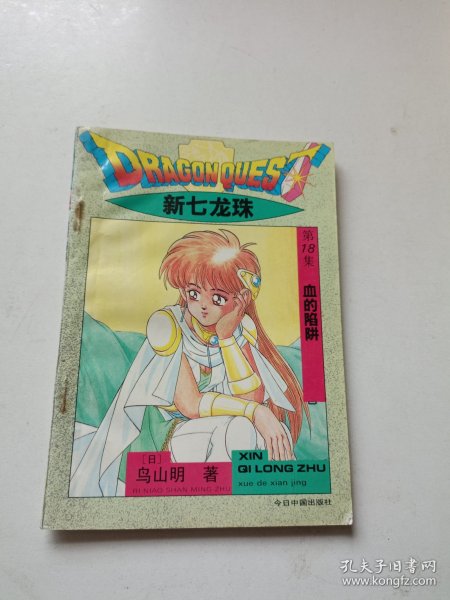 DRAGON QUEST
新七龙珠
第18集
血的陷阱
[日]
鸟山明 著
RI NIAO SHAN MING ZHU
XIN
QI LONG ZHU
xue de xian jing
今日中国出版社
孔夫子旧书网
www.kongfz.com